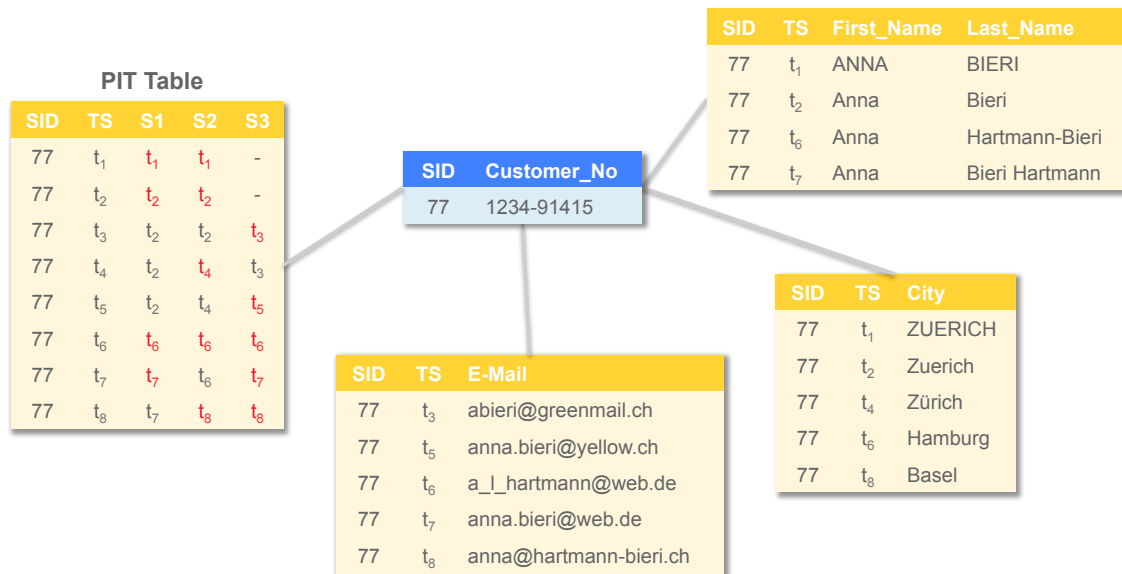 PIT Table
SID TS S1 S2 S3
77 t1 t1 t1 -
77 t2 t2 t2 -
77 t3 t2 t2 t3
77 t4 t2 t4 t3
77 t5 t2 t4 t5
77 t6 t6 t6 t6
77 t7 t7 t6 t7
77 t8 t7 t8 t8
SID Customer_No
77 1234-91415
SID TS First_Name Last_Name
77 t1 ANNA BIERI
77 t2 Anna Bieri
77 t6 Anna Hartmann-Bieri
77 t7 Anna Bieri Hartmann
SID TS City
77 t1 ZUERICH
77 t2 Zuerich
77 t4 Zürich
77 t6 Hamburg
77 t8 Basel
SID TS E-Mail
77 t3 abieri@greenmail.ch
77 t5 anna.bieri@yellow.ch
77 t6 a_l_hartmann@web.de
77 t7 anna.bieri@web.de
77 t8 anna@hartmann-bieri.ch